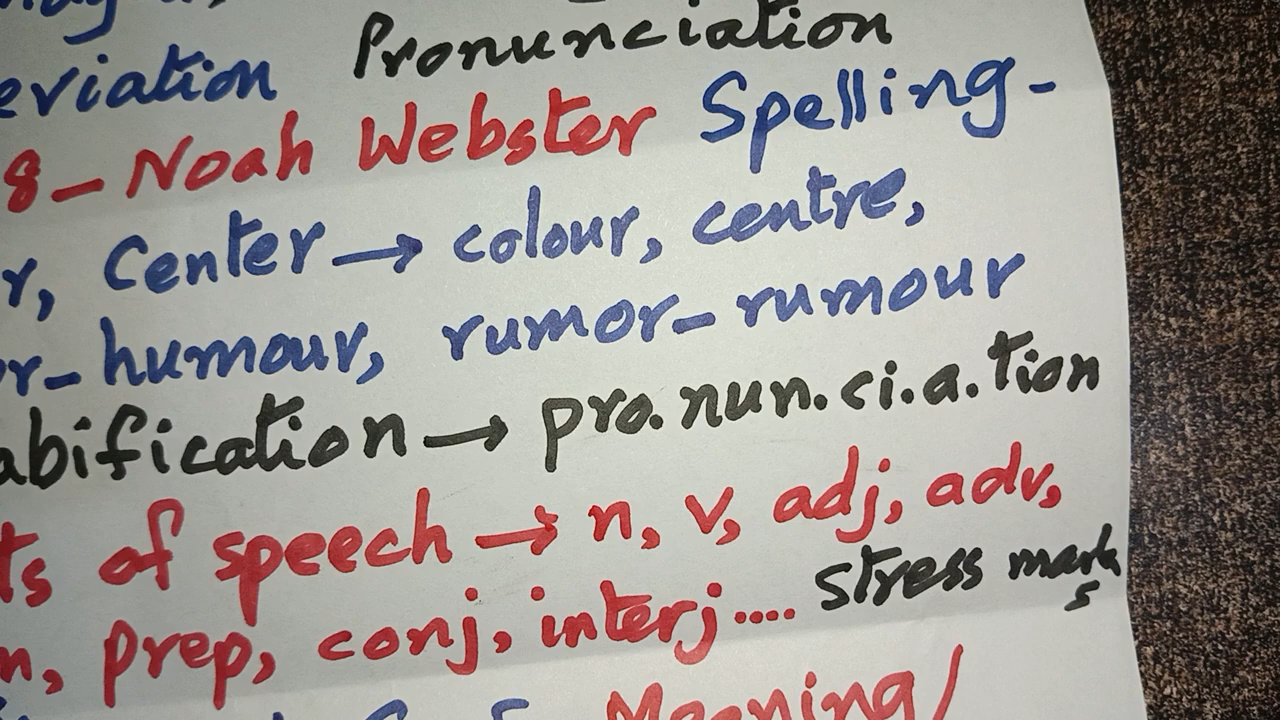 Pronunciation
eviation
8 - Noah Webster Spelling-
r, Center → colour, centre,
or - humour, rumor - rumour
abification → pro.nun.ci.a.tion
ts of speech → n, v, adj, adv,
n, prep, conj, interj.... stress marks
Meaning/